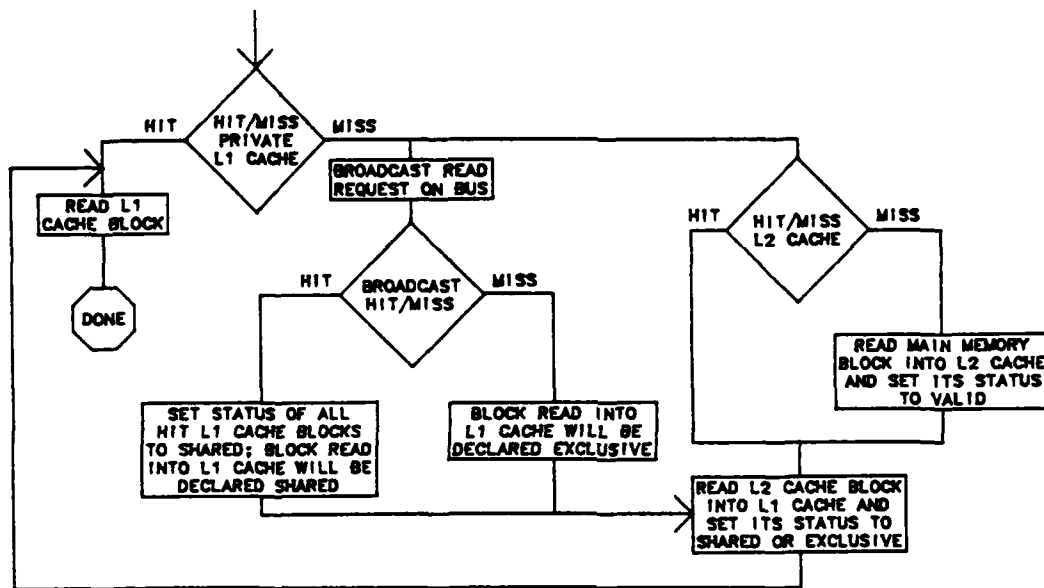 HIT
HIT/MISS
PRIVATE
L1 CACHE
MISS
READ L1
CACHE BLOCK
DONE
BROADCAST READ
REQUEST ON BUS
HIT
BROADCAST
HIT/MISS
MISS
HIT
HIT/MISS
L2 CACHE
MISS
READ MAIN MEMORY
BLOCK INTO L2 CACHE
AND SET ITS STATUS
TO VALID
SET STATUS OF ALL
HIT L1 CACHE BLOCKS
TO SHARED; BLOCK READ
INTO L1 CACHE WILL BE
DECLARED SHARED
BLOCK READ INTO
L1 CACHE WILL BE
DECLARED EXCLUSIVE
READ L2 CACHE BLOCK
INTO L1 CACHE AND
SET ITS STATUS TO
SHARED OR EXCLUSIVE